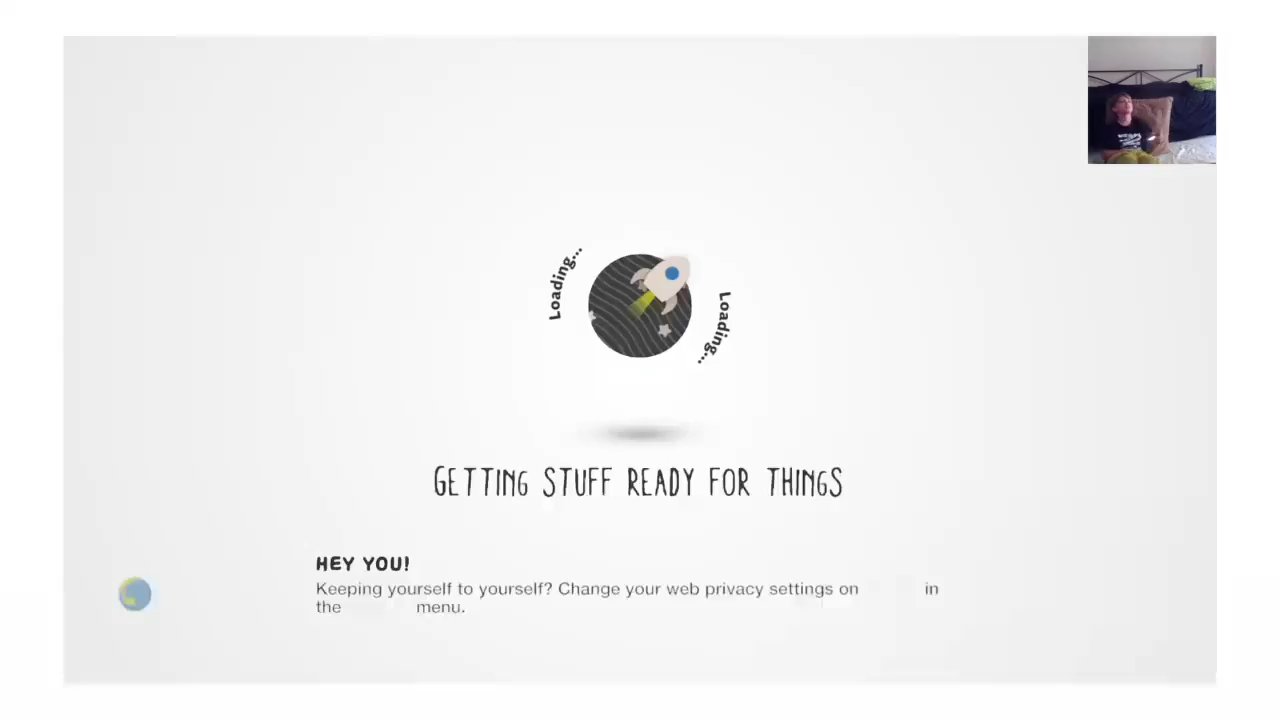 Loading...
Loading...
GETTING STUFF READY FOR THINGS
HEY YOU!
Keeping yourself to yourself? Change your web privacy settings on in
the menu.